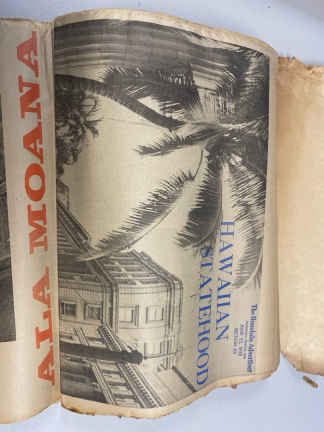 ALA MOANA
HAWAIIAN
STATEHOOD
The Honolulu Advertiser